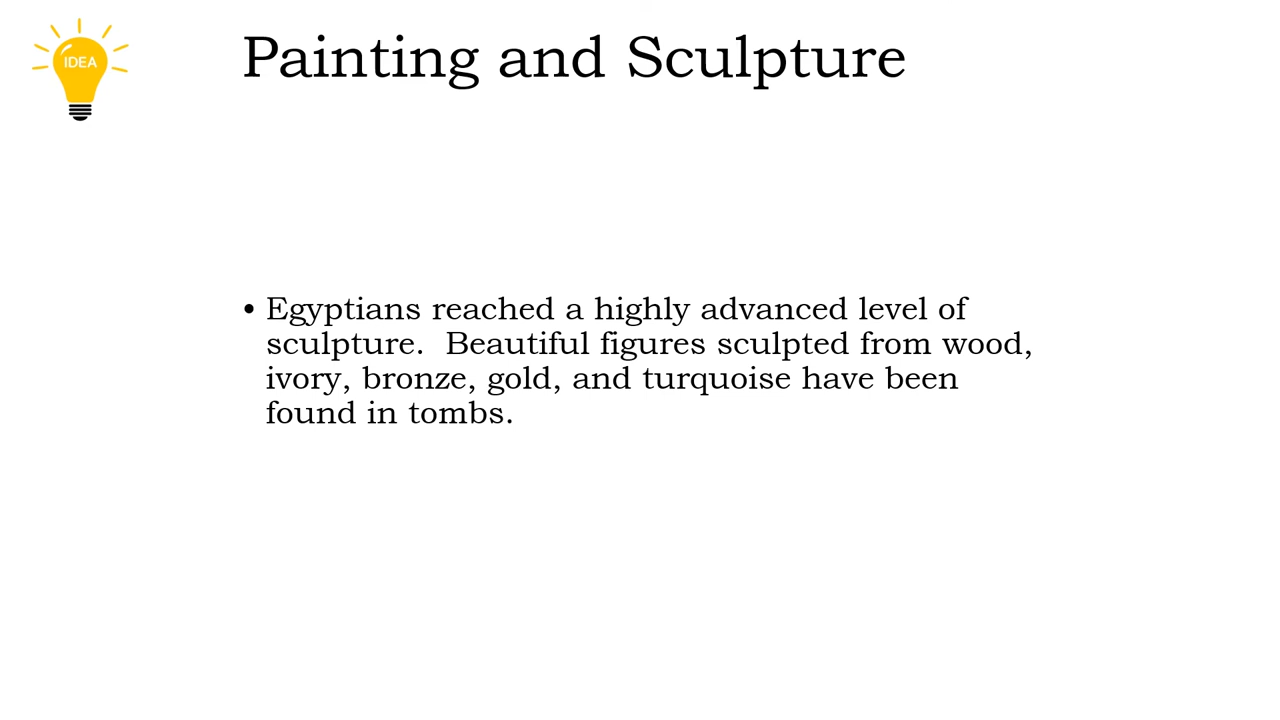 IDEA
Painting and Sculpture
• Egyptians reached a highly advanced level of
sculpture.  Beautiful figures sculpted from wood,
ivory, bronze, gold, and turquoise have been
found in tombs.